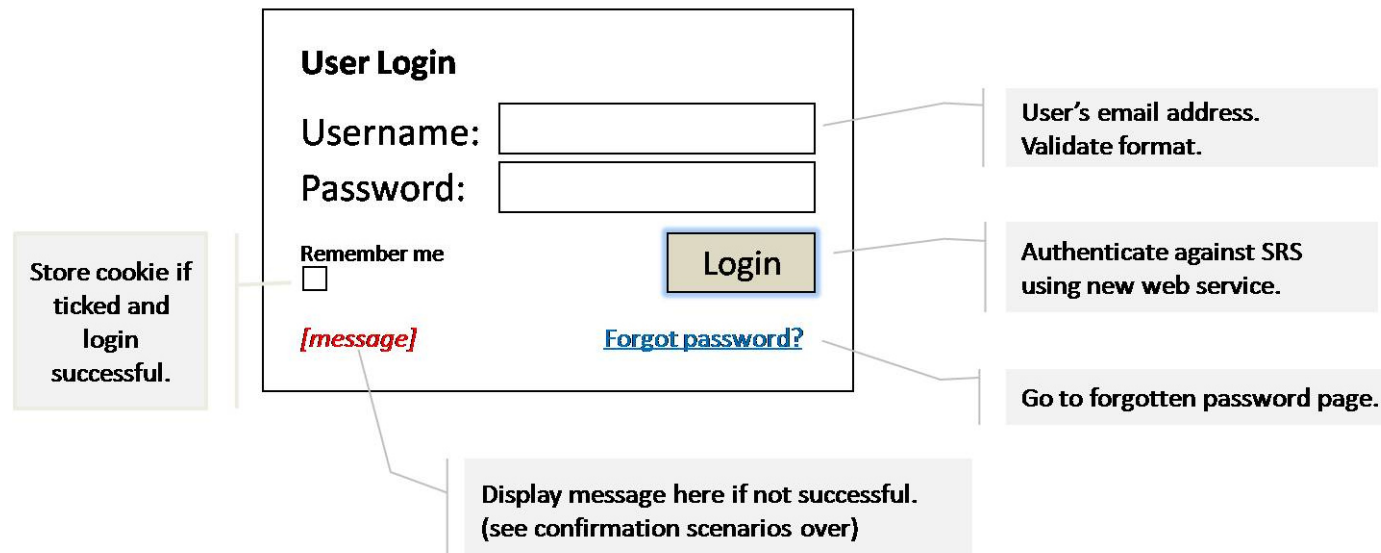 User Login
Username:
User's email address.
Validate format.
Password:
Remember me
Login
Store cookie if
ticked and
login
successful.
Authenticate against SRS
using new web service.
[message]
Forgot password?
Go to forgotten password page.
Display message here if not successful.
(see confirmation scenarios over)